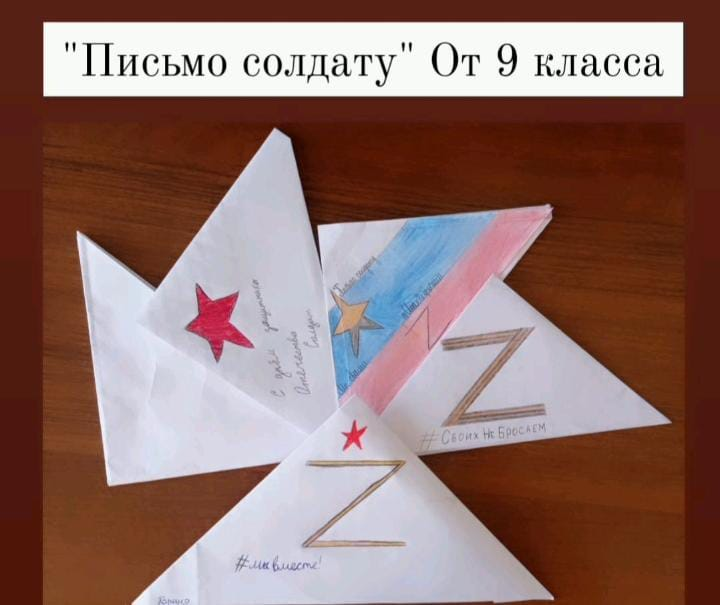 "Письмо солдату" От 9 класса
С днём защитника
Отечества
Солдат
Z
#СвоихНеБросаем
Z
#мыВместе!